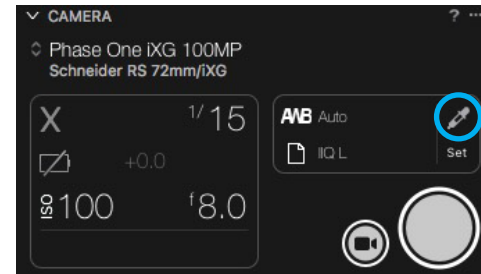 CAMERA ? ...
Phase One iXG 100MP
Schneider RS 72mm/iXG
X 1/ 15
AWB Auto
+0.0
IIQ L Set
ISO 100 f 8.0